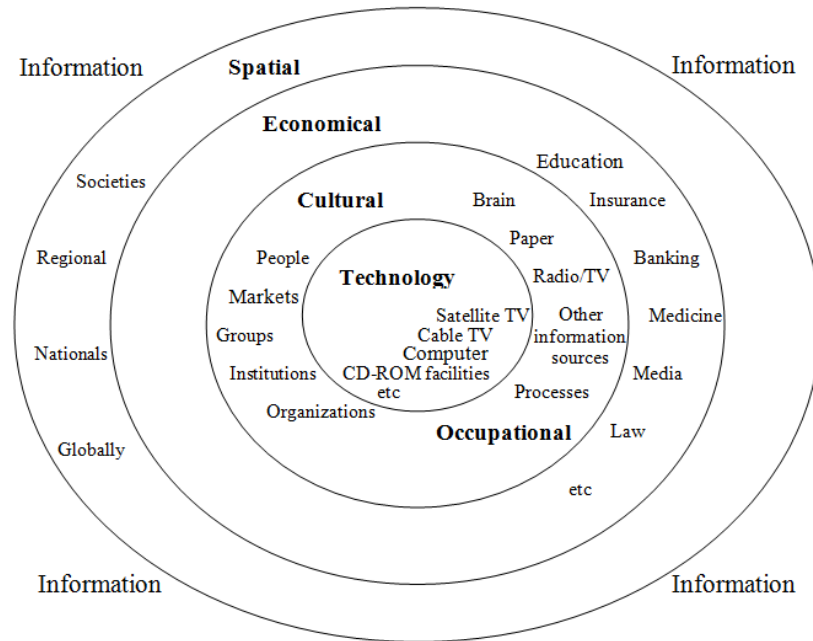 Information
Information
Spatial
Economical
Education
Societies
Cultural
Brain
Insurance
Paper
People
Regional
Banking
Technology
Radio/TV
Markets
Satellite TV
Other
information
sources
Medicine
Groups
Cable TV
Computer
Nationals
Institutions
CD-ROM facilities
etc
Media
Processes
Organizations
Occupational
Law
Globally
etc
Information
Information